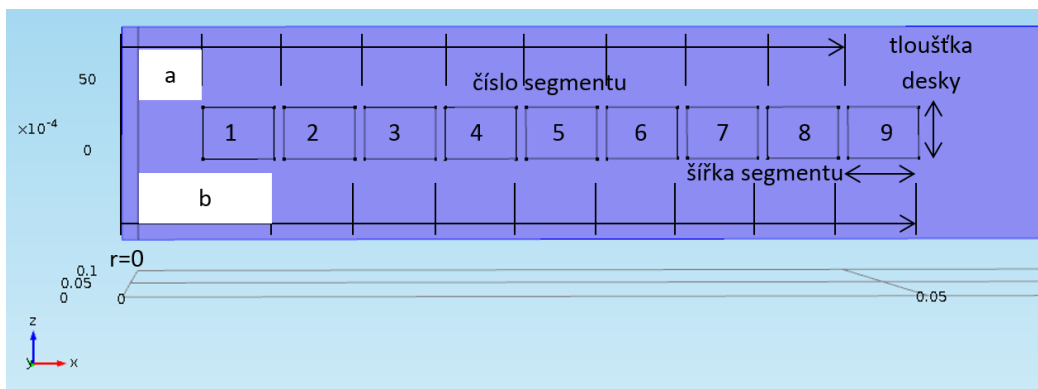 tloušťka
a
50
číslo segmentu
desky
×10⁻⁴
1 2 3 4 5 6 7 8 9
0
šířka segmentu
b
r=0
0.1
0.05
0
0
0.05
z
y
x